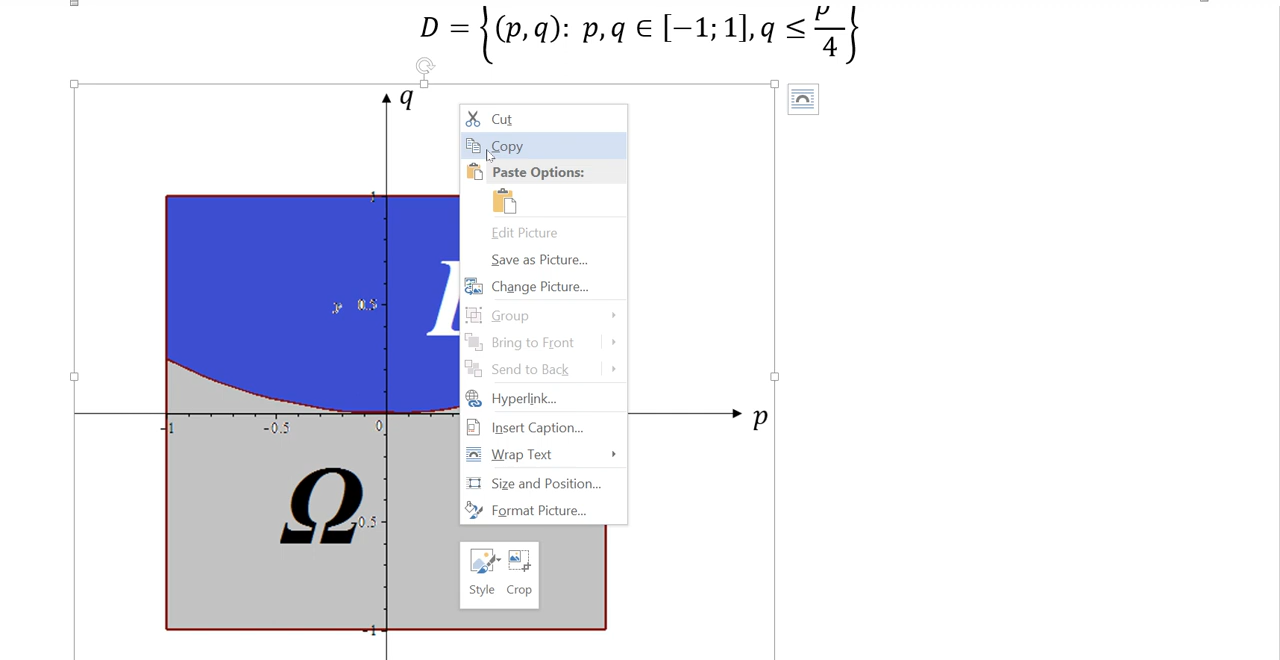 D = {(p, q): p, q ∈ [−1; 1], q ≤ p/4}
q
Cut
Copy
Paste Options:
1
Edit Picture
Save as Picture...
Change Picture...
0.5
Group
Bring to Front
Send to Back
Hyperlink...
-1
-0.5
0
p
Insert Caption...
Wrap Text
Ω
Size and Position...
Format Picture...
-0.5
Style
Crop
-1